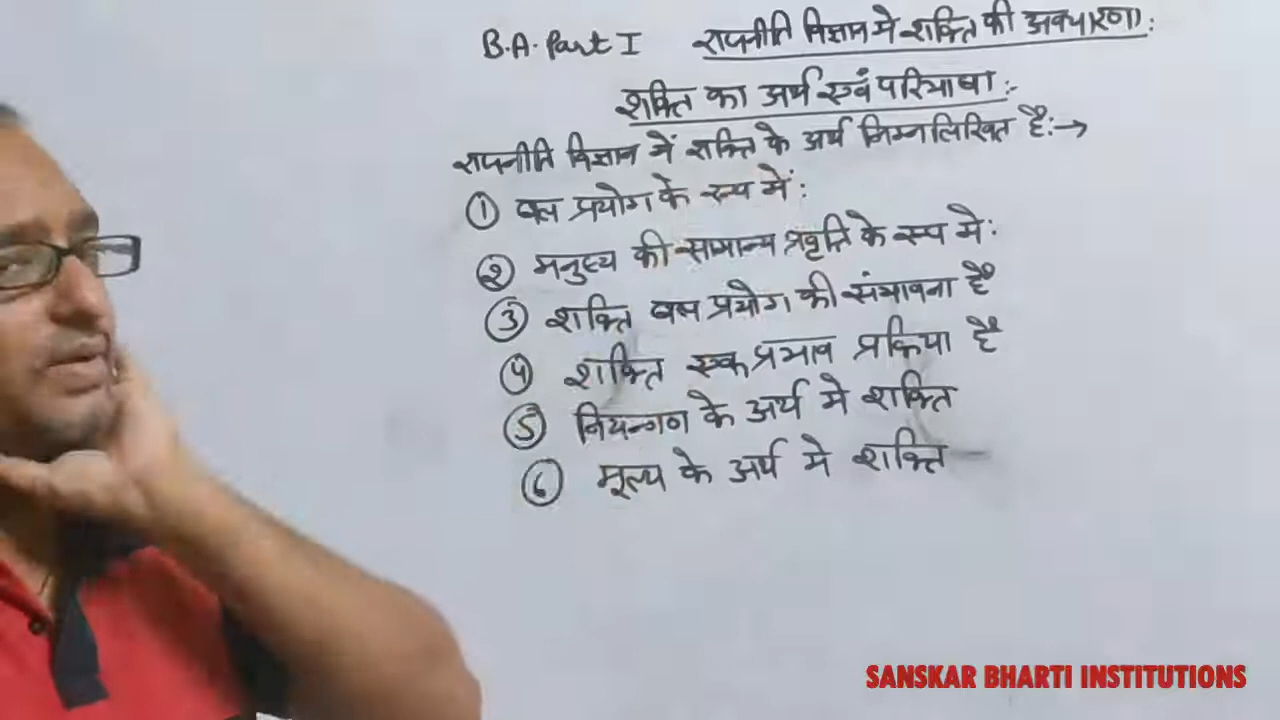 B.A. Part I राजनीति विज्ञान में शक्ति की अवधारणा :
शक्ति का अर्थ एवं परिभाषा :-
राजनीति विज्ञान में शक्ति के अर्थ निम्नलिखित है :→
① बल प्रयोग के रूप में :
② मनुष्य की सामान्य प्रवृति के रूप मे :
③ शक्ति बल प्रयोग की संभावना है
④ शक्ति एक प्रभाव प्रक्रिया है
⑤ नियन्त्रण के अर्थ मे शक्ति
⑥ मूल्य के अर्थ मे शक्ति
SANSKAR BHARTI INSTITUTIONS